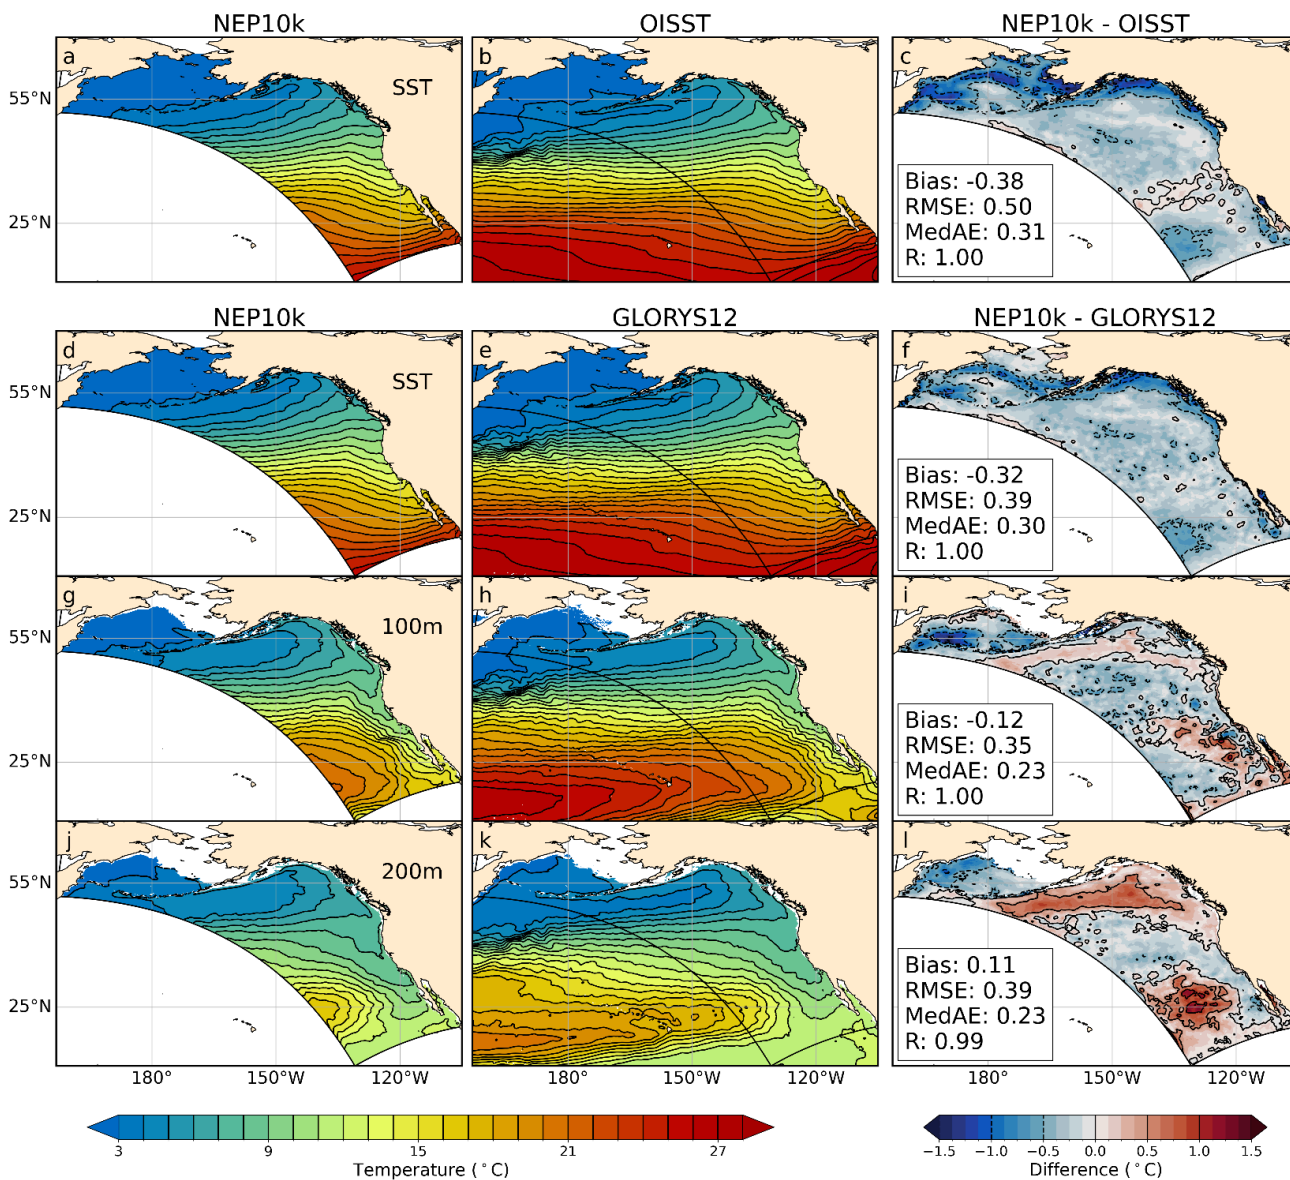 NEP10k OISST NEP10k - OISST
a SST b c
55°N
25°N
Bias: -0.38
RMSE: 0.50
MedAE: 0.31
R: 1.00
NEP10k GLORYS12 NEP10k - GLORYS12
d SST e f
55°N
25°N
Bias: -0.32
RMSE: 0.39
MedAE: 0.30
R: 1.00
g 100m h i
55°N
25°N
Bias: -0.12
RMSE: 0.35
MedAE: 0.23
R: 1.00
j 200m k l
55°N
25°N
Bias: 0.11
RMSE: 0.39
MedAE: 0.23
R: 0.99
180° 150°W 120°W 180° 150°W 120°W 180° 150°W 120°W
3 9 15 21 27 −1.5 −1.0 −0.5 0.0 0.5 1.0 1.5
Temperature (°C) Difference (°C)